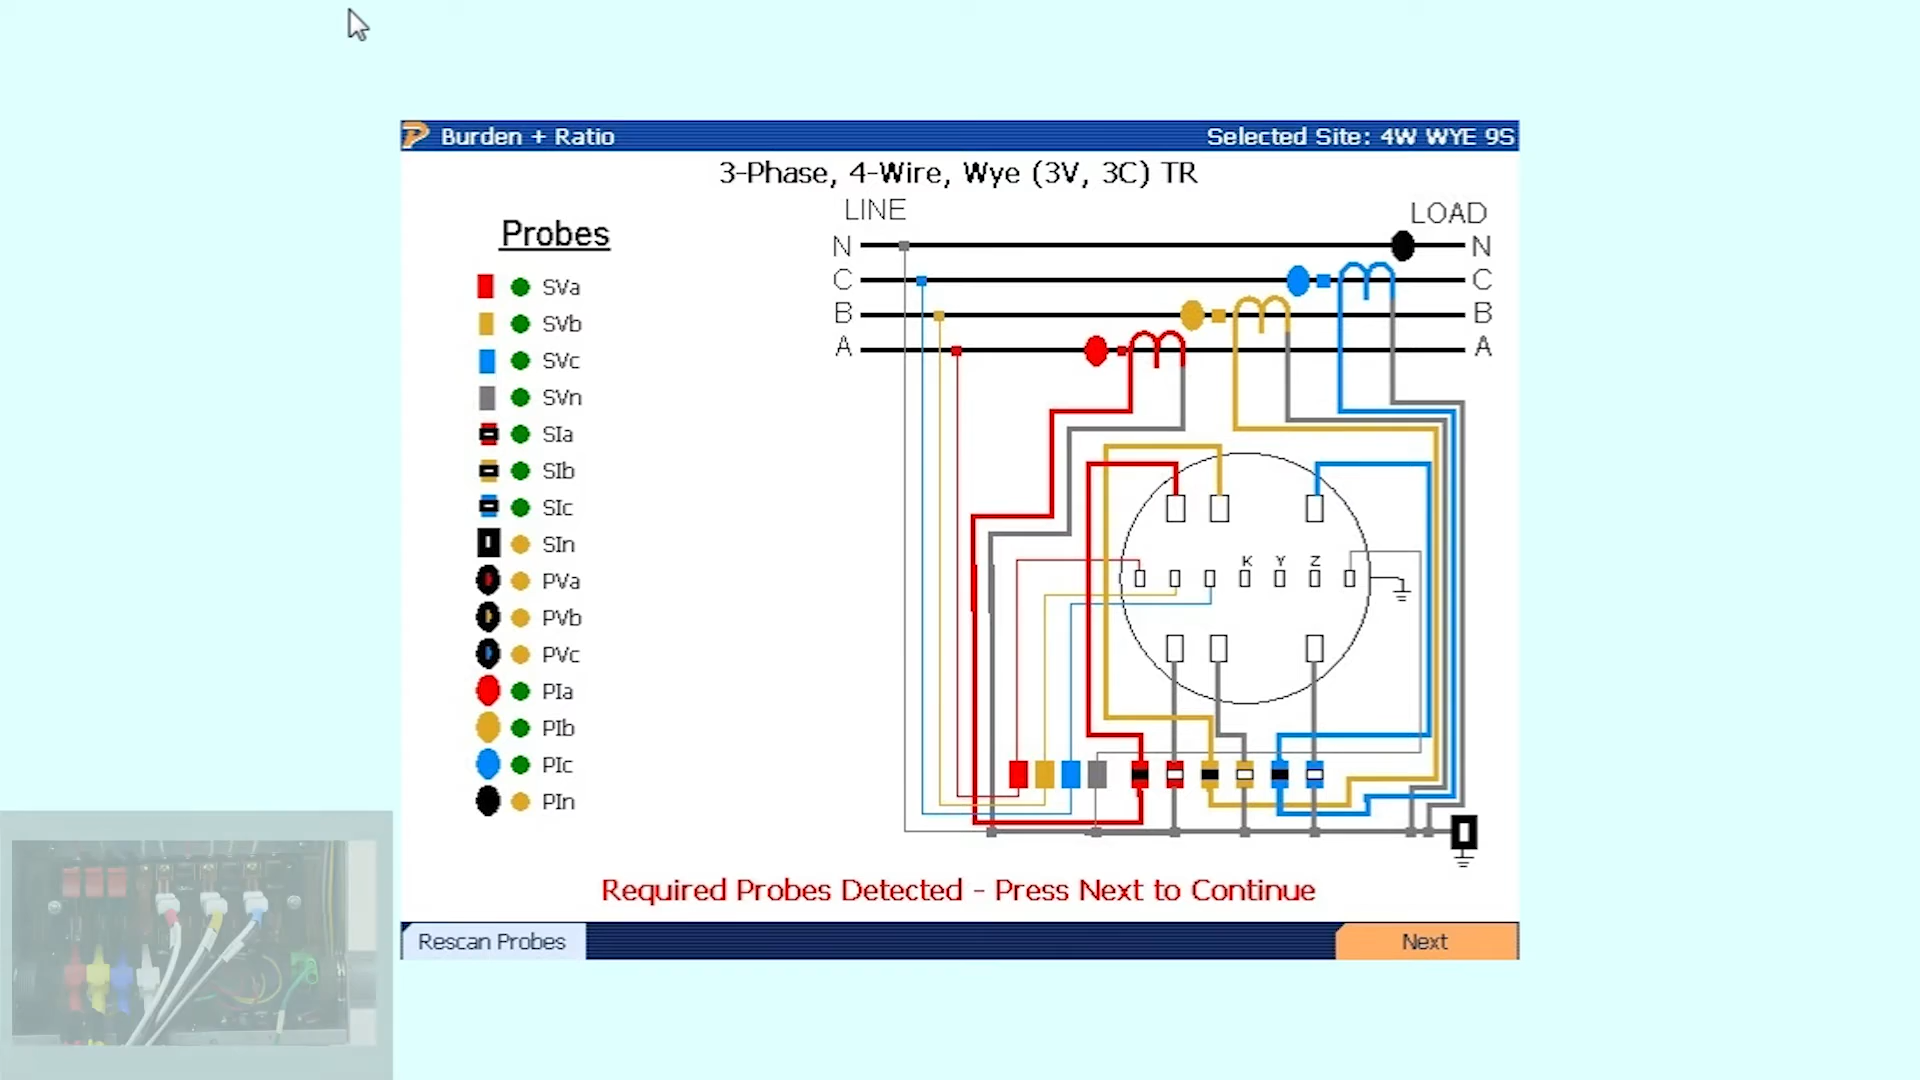 Burden + Ratio
Selected Site: 4W WYE 9S
3-Phase, 4-Wire, Wye (3V, 3C) TR
LINE
LOAD
Probes
N
N
C
C
B
B
A
A
SVa
SVb
SVc
SVn
SIa
SIb
SIc
SIn
PVa
PVb
PVc
PIa
PIb
PIc
PIn
K Y Z
Required Probes Detected - Press Next to Continue
Rescan Probes
Next